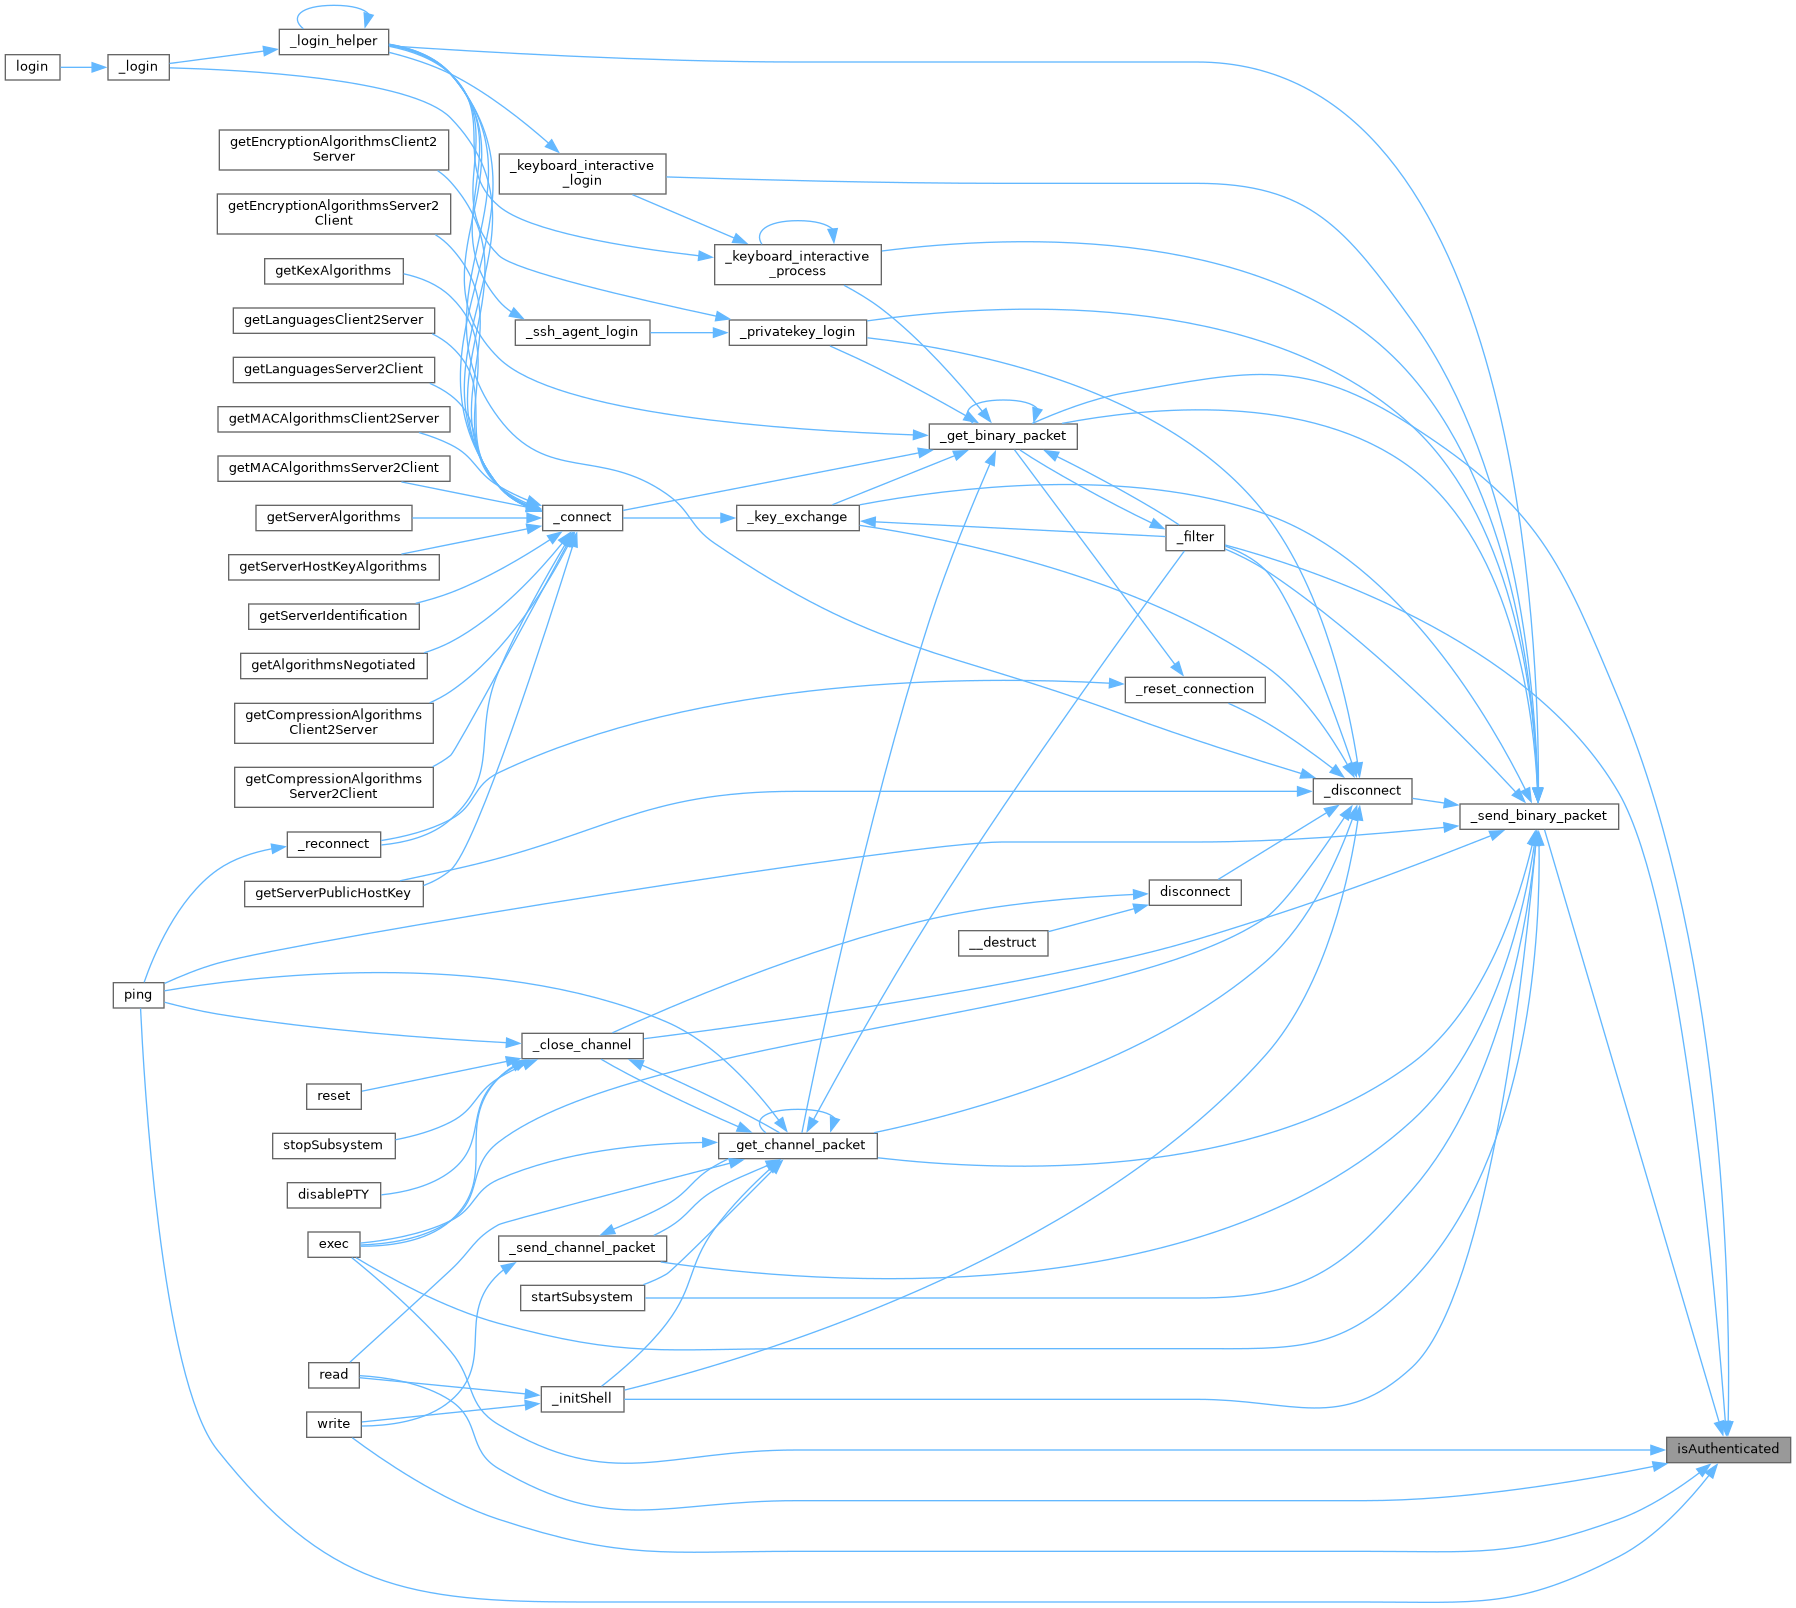 _login_helper
login
_login
getEncryptionAlgorithmsClient2
Server
_keyboard_interactive
_login
getEncryptionAlgorithmsServer2
Client
_keyboard_interactive
_process
getKexAlgorithms
getLanguagesClient2Server
_ssh_agent_login
_privatekey_login
getLanguagesServer2Client
getMACAlgorithmsClient2Server
_get_binary_packet
getMACAlgorithmsServer2Client
getServerAlgorithms
_connect
_key_exchange
_filter
getServerHostKeyAlgorithms
getServerIdentification
getAlgorithmsNegotiated
_reset_connection
getCompressionAlgorithms
Client2Server
getCompressionAlgorithms
Server2Client
_disconnect
_send_binary_packet
_reconnect
getServerPublicHostKey
disconnect
__destruct
ping
_close_channel
reset
stopSubsystem
_get_channel_packet
disablePTY
exec
_send_channel_packet
startSubsystem
read
_initShell
write
isAuthenticated